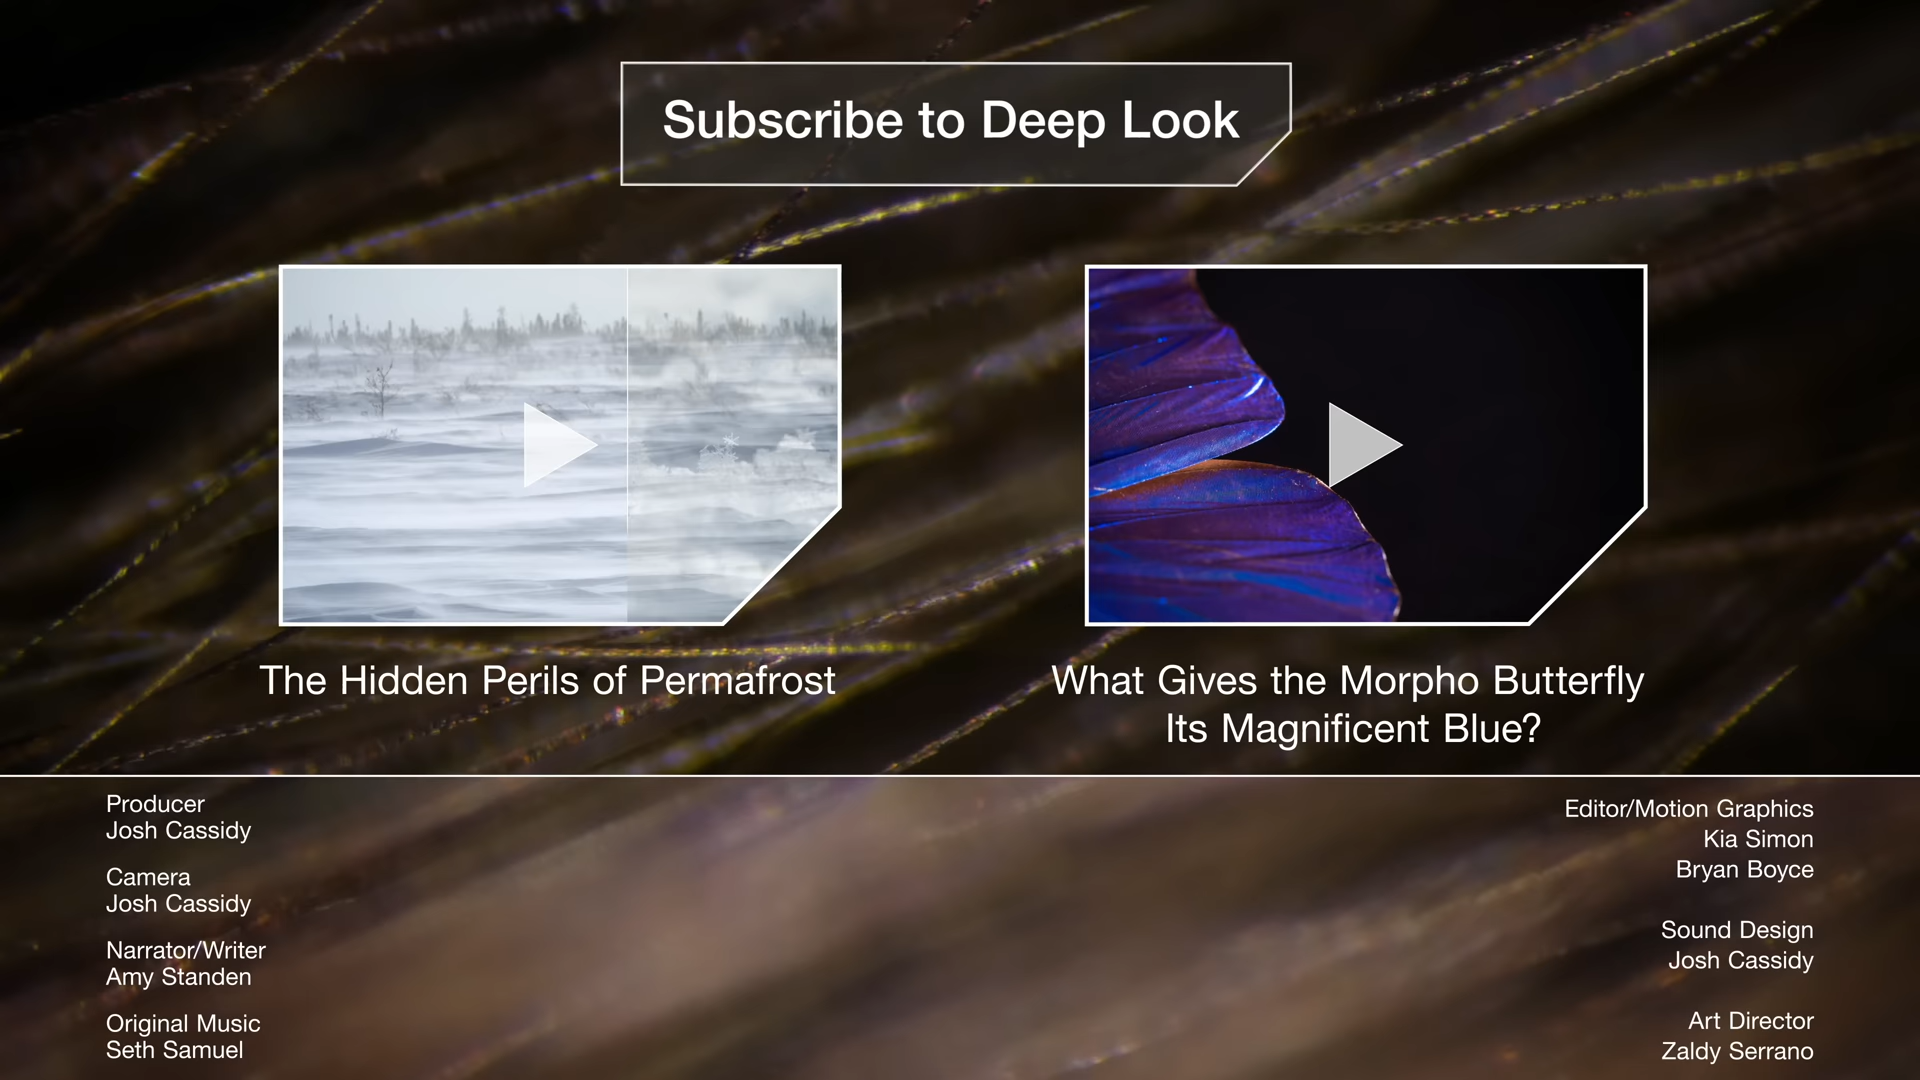 Subscribe to Deep Look
The Hidden Perils of Permafrost
What Gives the Morpho Butterfly
Its Magnificent Blue?
Producer
Josh Cassidy
Camera
Josh Cassidy
Narrator/Writer
Amy Standen
Original Music
Seth Samuel
Editor/Motion Graphics
Kia Simon
Bryan Boyce
Sound Design
Josh Cassidy
Art Director
Zaldy Serrano